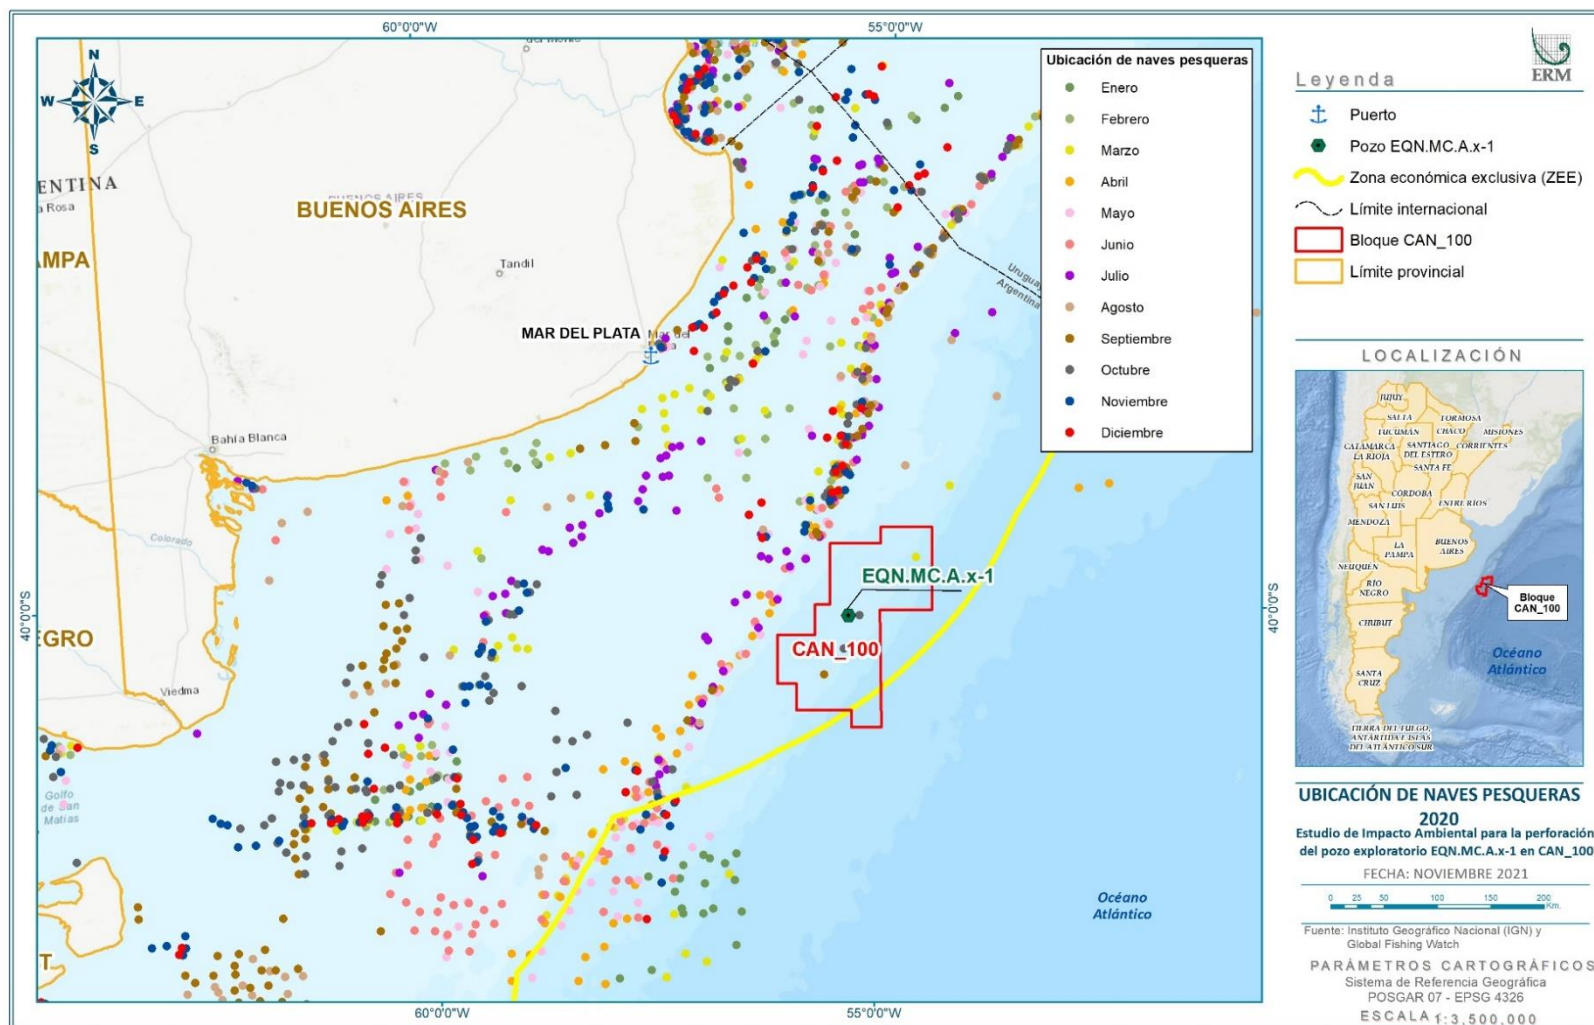 60°0'0"W
55°0'0"W
N
W
E
S
ENTINA
a Rosa
BUENOS AIRES
BUENOS AIRES
AMPA
Tandil
MAR DEL PLATA
Mar del
Bahía Blanca
Colorado
EGRO
Viedma
Golfo
de San
Matías
T
40°0'0"S
40°0'0"S
Uruguay
Argentina
EQN.MC.A.x-1
CAN_100
Océano
Atlántico
60°0'0"W
55°0'0"W
Ubicación de naves pesqueras
Enero
Febrero
Marzo
Abril
Mayo
Junio
Julio
Agosto
Septiembre
Octubre
Noviembre
Diciembre
ERM
Leyenda
Puerto
Pozo EQN.MC.A.x-1
Zona económica exclusiva (ZEE)
Límite internacional
Bloque CAN_100
Límite provincial
LOCALIZACIÓN
JUJUY
SALTA
FORMOSA
TUCUMÁN
CHACO
MISIONES
CATAMARCA
SANTIAGO
DEL ESTERO
CORRIENTES
LA RIOJA
SANTA FE
SAN
JUAN
CÓRDOBA
SAN LUIS
ENTRE RÍOS
MENDOZA
LA
PAMPA
BUENOS
AIRES
NEUQUÉN
RÍO
NEGRO
CHUBUT
SANTA
CRUZ
TIERRA DEL FUEGO,
ANTÁRTIDA E ISLAS
DEL ATLÁNTICO SUR
Bloque
CAN_100
Océano
Atlántico
UBICACIÓN DE NAVES PESQUERAS
2020
Estudio de Impacto Ambiental para la perforación
del pozo exploratorio EQN.MC.A.x-1 en CAN_100
FECHA: NOVIEMBRE 2021
0 25 50 100 150 200
Km.
Fuente: Instituto Geográfico Nacional (IGN) y
Global Fishing Watch
PARÁMETROS CARTOGRÁFICOS
Sistema de Referencia Geográfica
POSGAR 07 - EPSG 4326
ESCALA 1:3,500,000